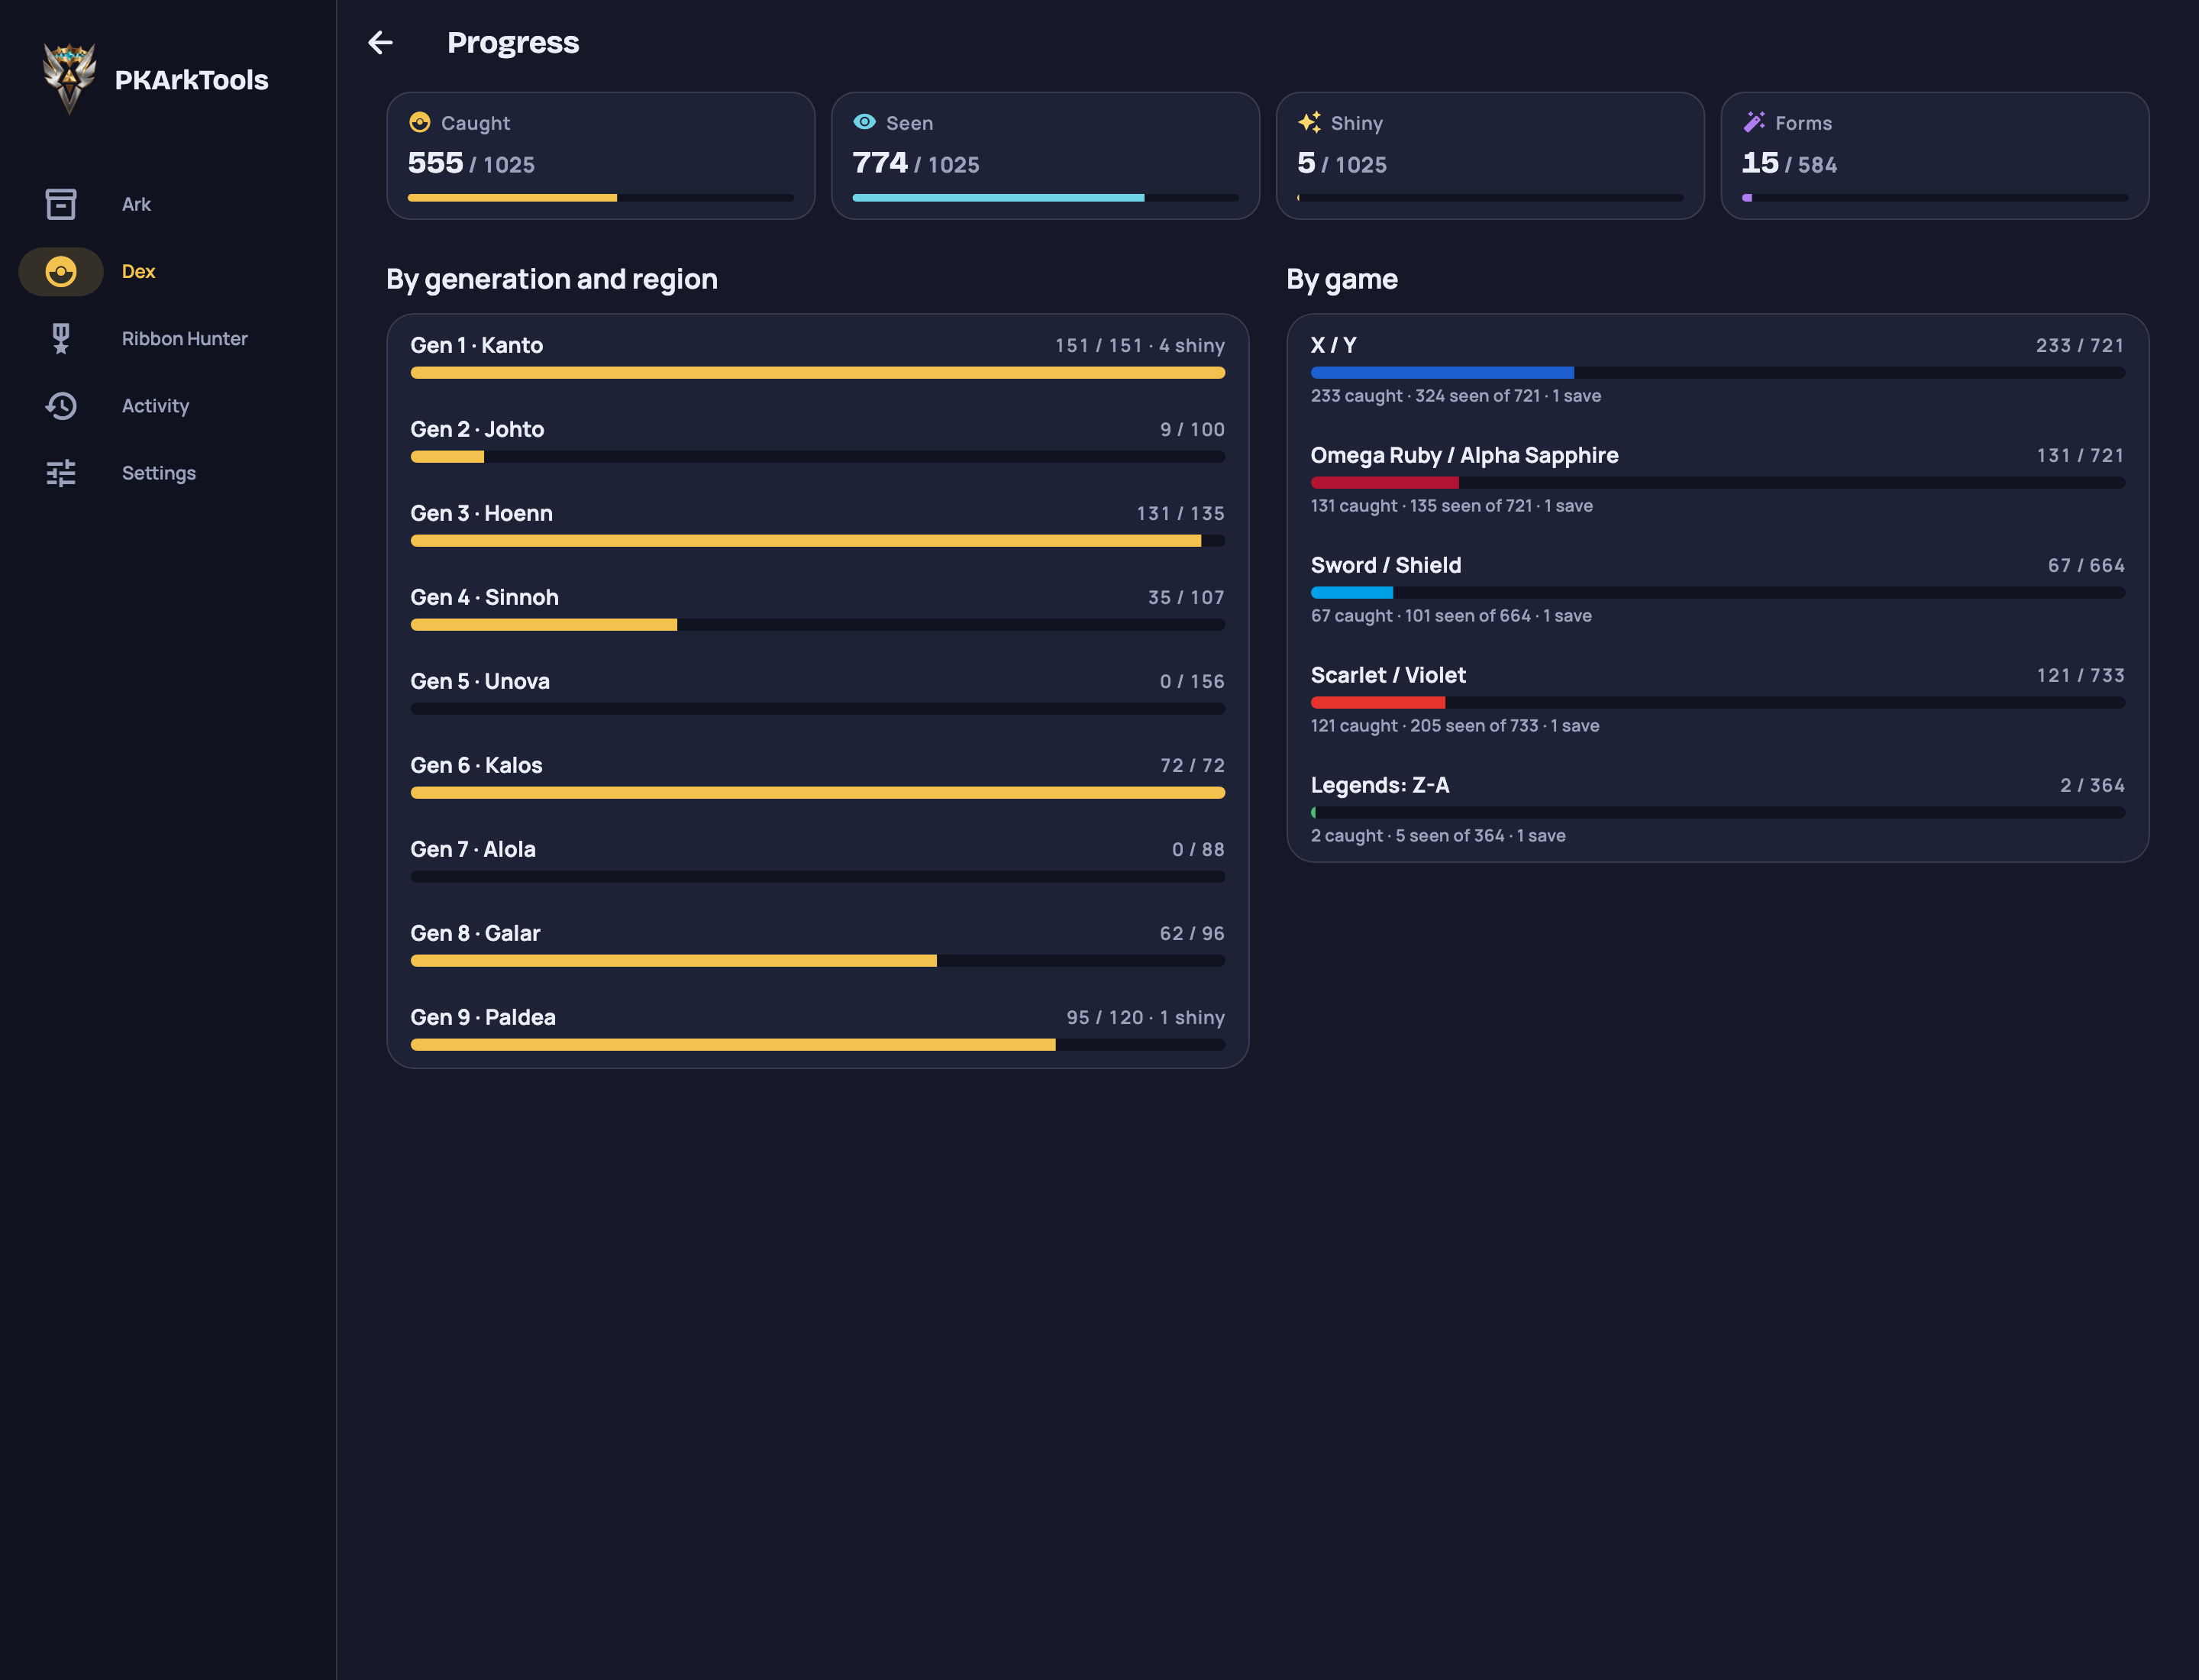 PKArkTools
Ark
Dex
Ribbon Hunter
Activity
Settings
Progress
Caught
555 / 1025
Seen
774 / 1025
Shiny
5 / 1025
Forms
15 / 584
By generation and region
Gen 1 · Kanto 151 / 151 · 4 shiny
Gen 2 · Johto 9 / 100
Gen 3 · Hoenn 131 / 135
Gen 4 · Sinnoh 35 / 107
Gen 5 · Unova 0 / 156
Gen 6 · Kalos 72 / 72
Gen 7 · Alola 0 / 88
Gen 8 · Galar 62 / 96
Gen 9 · Paldea 95 / 120 · 1 shiny
By game
X / Y 233 / 721
233 caught · 324 seen of 721 · 1 save
Omega Ruby / Alpha Sapphire 131 / 721
131 caught · 135 seen of 721 · 1 save
Sword / Shield 67 / 664
67 caught · 101 seen of 664 · 1 save
Scarlet / Violet 121 / 733
121 caught · 205 seen of 733 · 1 save
Legends: Z-A 2 / 364
2 caught · 5 seen of 364 · 1 save